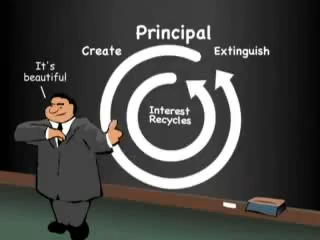 Principal
Create
Extinguish
It's
beautiful
Interest
Recycles